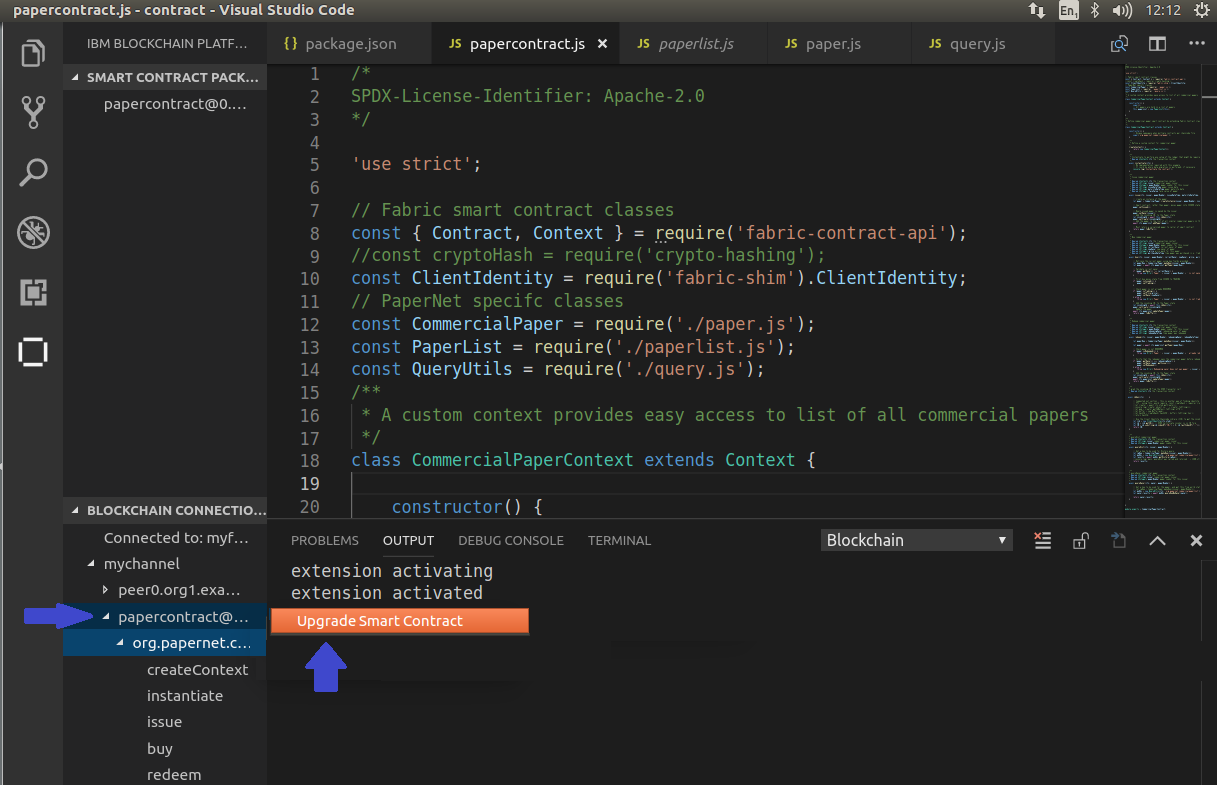 papercontract.js - contract - Visual Studio Code
En1
12:12
IBM BLOCKCHAIN PLATF...
{} package.json
JS papercontract.js ×
JS paperlist.js
JS paper.js
JS query.js
SMART CONTRACT PACK...
papercontract@0....
1 /*
2 SPDX-License-Identifier: Apache-2.0
3 */
4
5 'use strict';
6
7 // Fabric smart contract classes
8 const { Contract, Context } = require('fabric-contract-api');
9 //const cryptoHash = require('crypto-hashing');
10 const ClientIdentity = require('fabric-shim').ClientIdentity;
11 // PaperNet specifc classes
12 const CommercialPaper = require('./paper.js');
13 const PaperList = require('./paperlist.js');
14 const QueryUtils = require('./query.js');
15 /**
16 * A custom context provides easy access to list of all commercial papers
17 */
18 class CommercialPaperContext extends Context {
19
20 constructor() {
BLOCKCHAIN CONNECTIO...
Connected to: myf...
mychannel
peer0.org1.exa...
papercontract@...
org.papernet.c...
createContext
instantiate
issue
buy
redeem
PROBLEMS
OUTPUT
DEBUG CONSOLE
TERMINAL
Blockchain
extension activating
extension activated
Upgrade Smart Contract